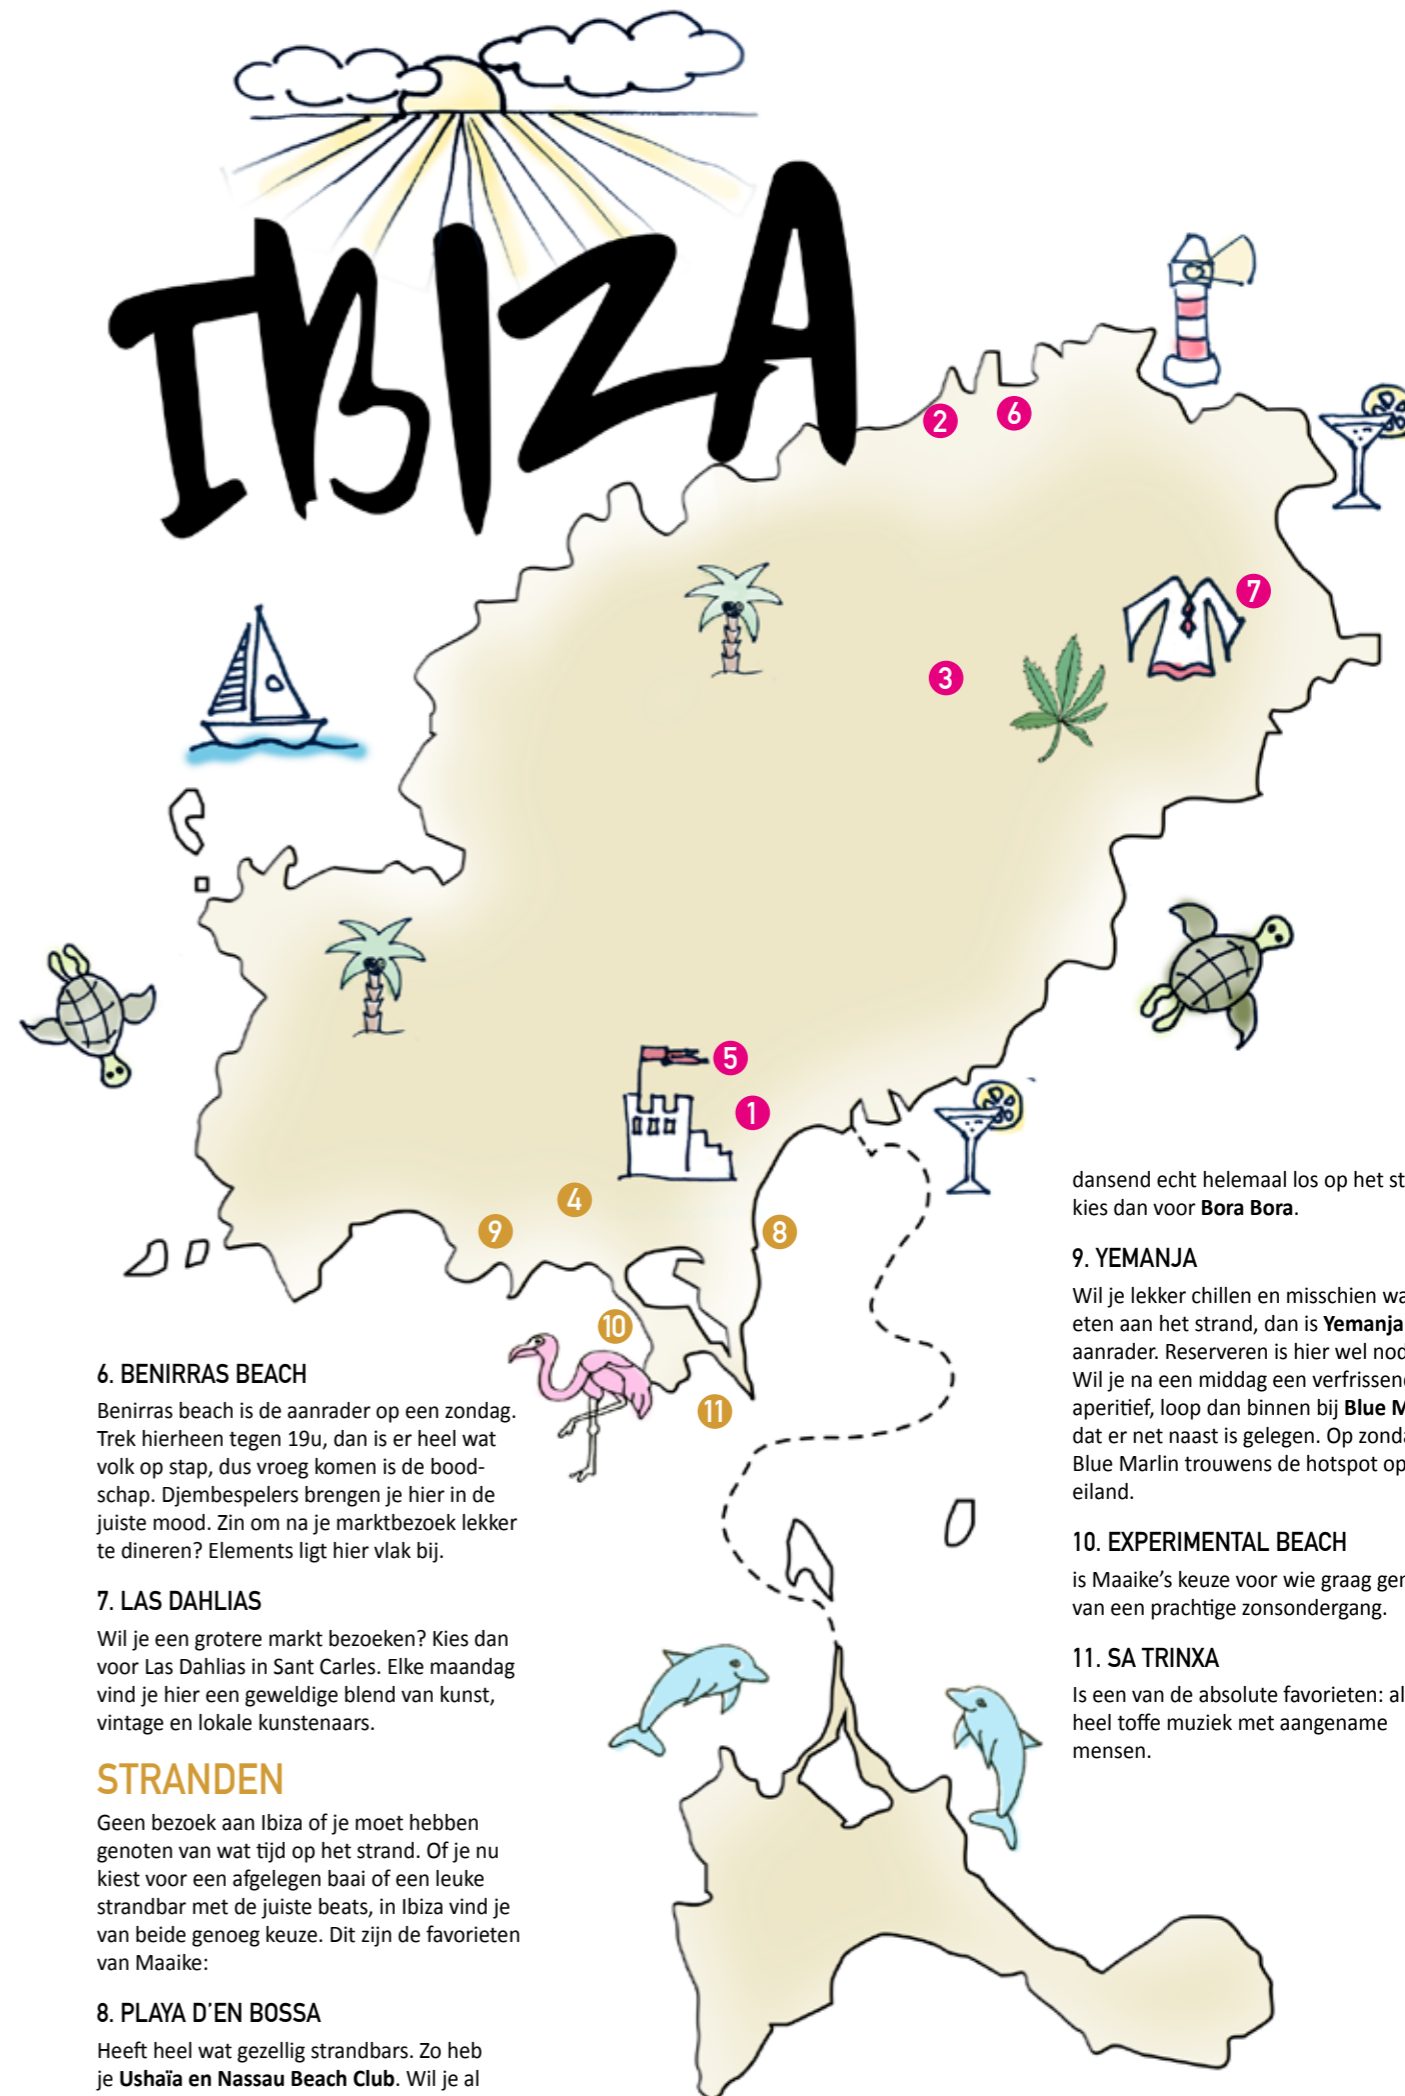 IBIZA
2
6
7
3
5
1
4
9
8
10
11
6. BENIRRAS BEACH
Benirras beach is de aanrader op een zondag.
Trek hierheen tegen 19u, dan is er heel wat
volk op stap, dus vroeg komen is de bood-
schap. Djembespelers brengen je hier in de
juiste mood. Zin om na je marktbezoek lekker
te dineren? Elements ligt hier vlak bij.
7. LAS DAHLIAS
Wil je een grotere markt bezoeken? Kies dan
voor Las Dahlias in Sant Carles. Elke maandag
vind je hier een geweldige blend van kunst,
vintage en lokale kunstenaars.
STRANDEN
Geen bezoek aan Ibiza of je moet hebben
genoten van wat tijd op het strand. Of je nu
kiest voor een afgelegen baai of een leuke
strandbar met de juiste beats, in Ibiza vind je
van beide genoeg keuze. Dit zijn de favorieten
van Maaike:
8. PLAYA D'EN BOSSA
Heeft heel wat gezellig strandbars. Zo heb
je Ushaïa en Nassau Beach Club. Wil je al
dansend echt helemaal los op het
kies dan voor Bora Bora.
9. YEMANJA
Wil je lekker chillen en misschien
eten aan het strand, dan is Yemanja
aanrader. Reserveren is hier wel
Wil je na een middag een
aperitief, loop dan binnen bij Blue
dat er net naast is gelegen. Op
Blue Marlin trouwens de hotspot op
eiland.
10. EXPERIMENTAL BEACH
is Maaike's keuze voor wie graag
van een prachtige zonsondergang.
11. SA TRINXA
Is een van de absolute favorieten:
heel toffe muziek met aangename
mensen.